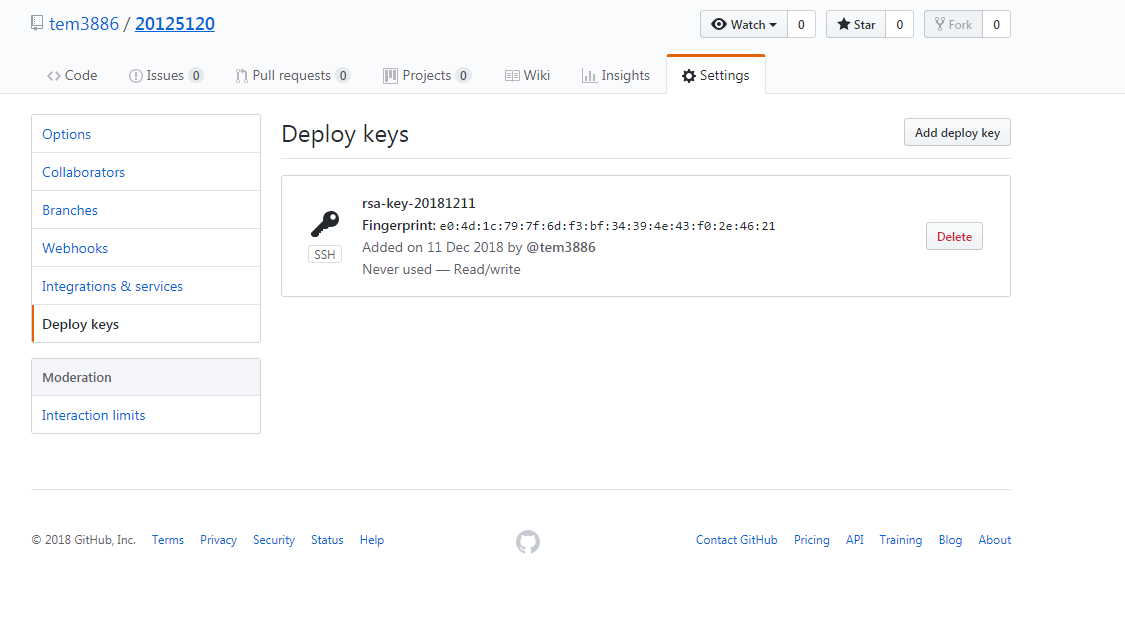 tem3886 / 20125120
Watch 0 Star 0 Fork 0
Code Issues 0 Pull requests 0 Projects 0 Wiki Insights Settings
Options
Collaborators
Branches
Webhooks
Integrations & services
Deploy keys
Moderation
Interaction limits
Deploy keys
Add deploy key
rsa-key-20181211
Fingerprint: e0:4d:1c:79:7f:6d:f3:bf:34:39:4e:43:f0:2e:46:21
SSH
Added on 11 Dec 2018 by @tem3886
Never used — Read/write
Delete
© 2018 GitHub, Inc. Terms Privacy Security Status Help
Contact GitHub Pricing API Training Blog About